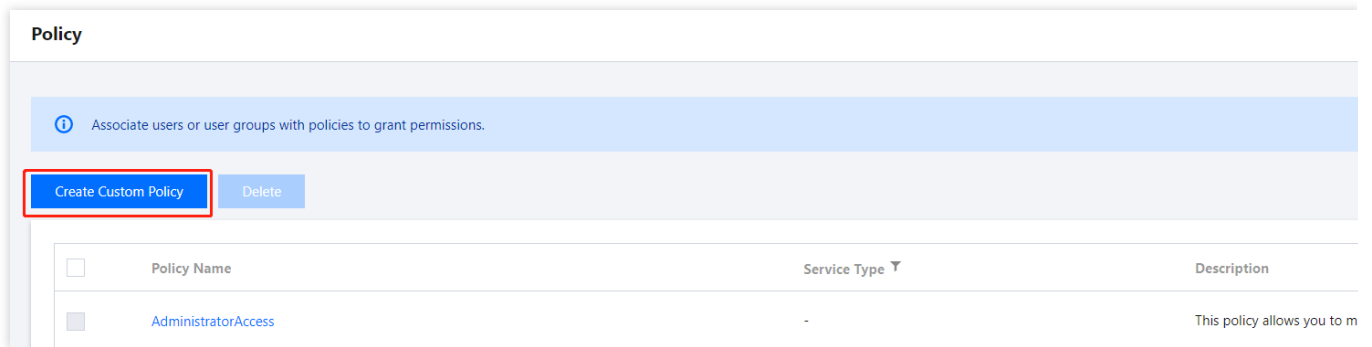 Policy
Associate users or user groups with policies to grant permissions.
Create Custom Policy Delete
Policy Name Service Type Description
AdministratorAccess - This policy allows you to m